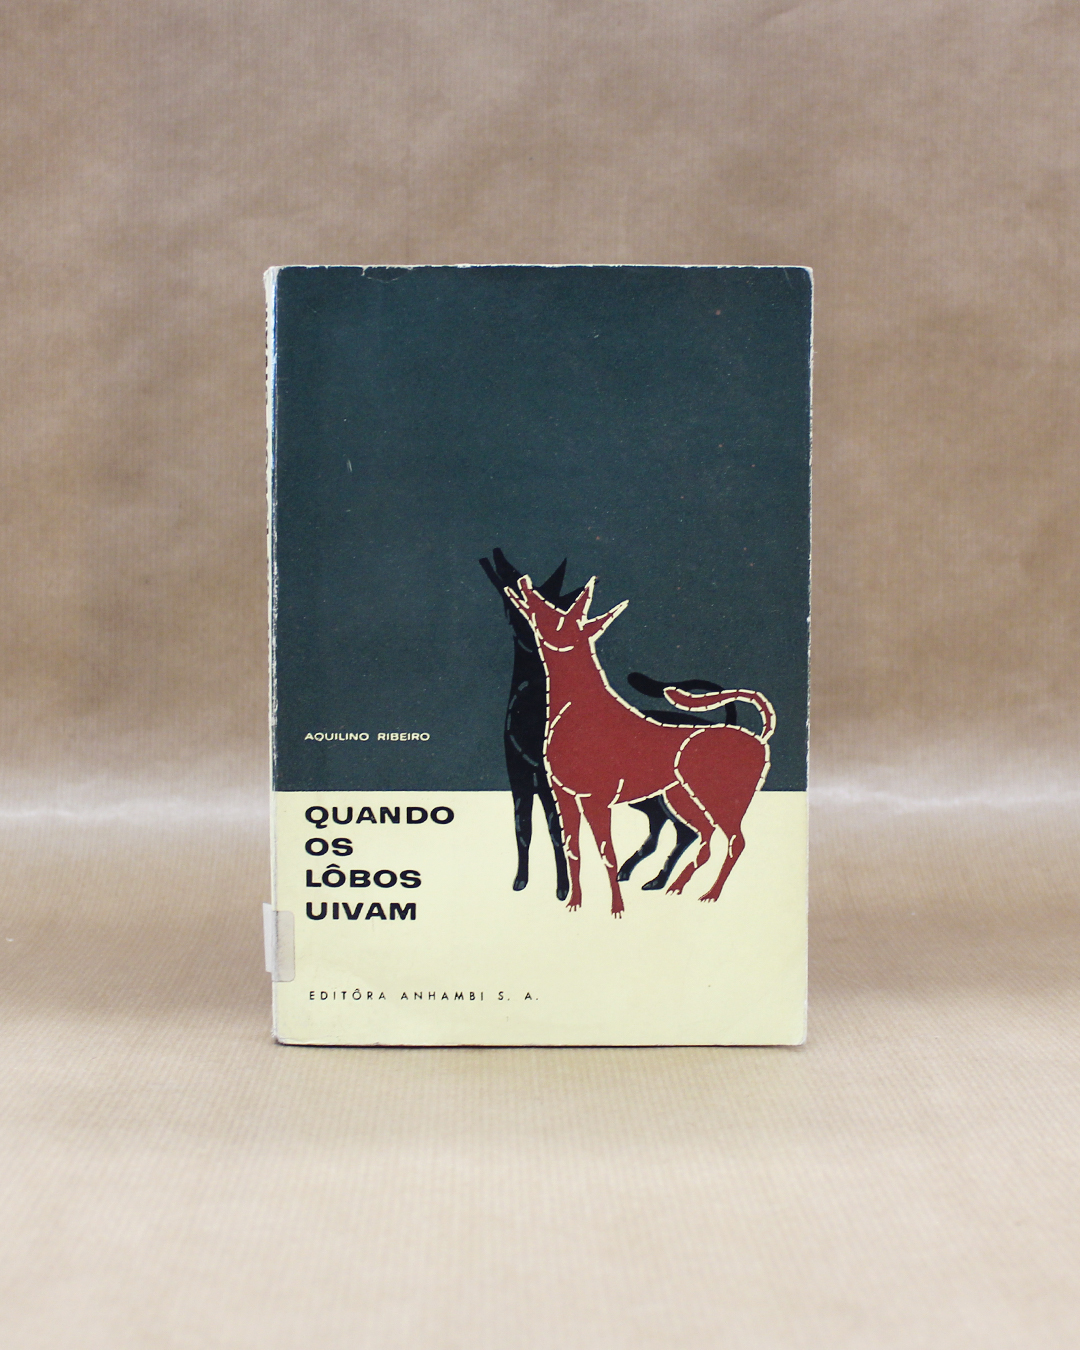 AQUILINO RIBEIRO
QUANDO
OS
LÔBOS
UIVAM
EDITÔRA ANHAMBI S. A.